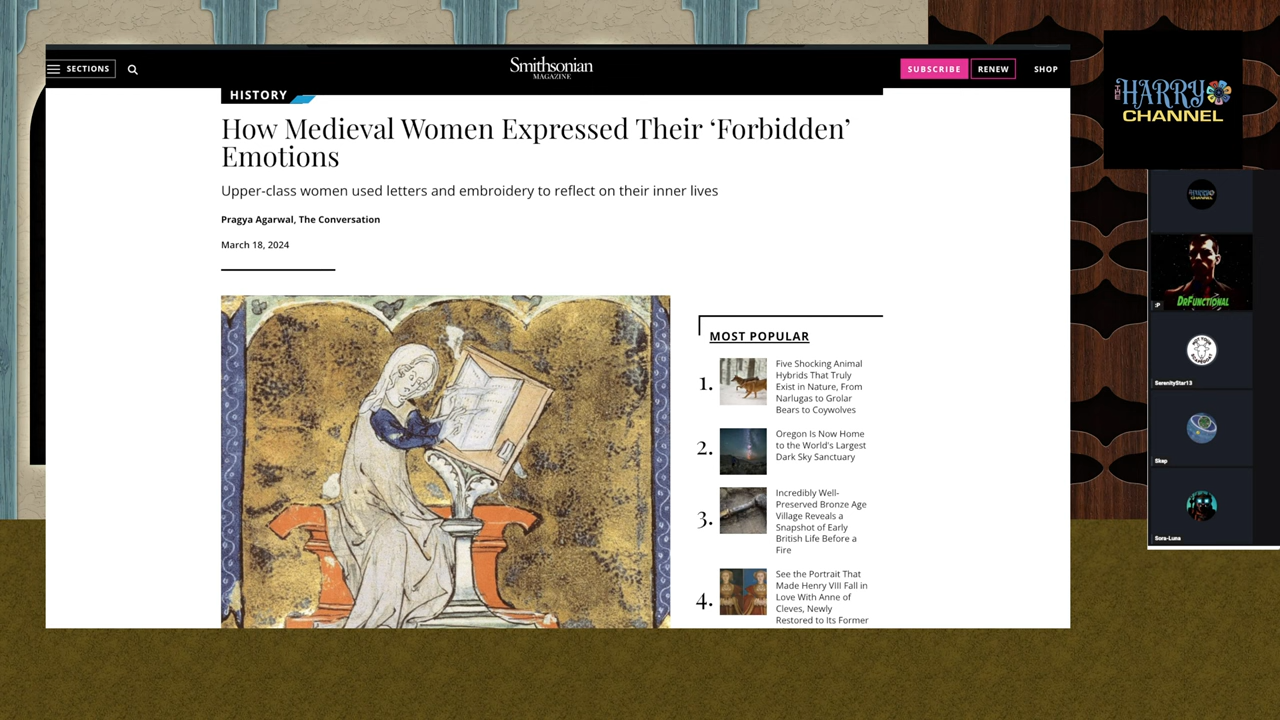 SECTIONS
Smithsonian
MAGAZINE
SUBSCRIBE
RENEW
SHOP
HISTORY
How Medieval Women Expressed Their ‘Forbidden’
Emotions
Upper-class women used letters and embroidery to reflect on their inner lives
Pragya Agarwal, The Conversation
March 18, 2024
MOST POPULAR
1.
Five Shocking Animal
Hybrids That Truly
Exist in Nature, From
Narlugas to Grolar
Bears to Coywolves
2.
Oregon Is Now Home
to the World's Largest
Dark Sky Sanctuary
3.
Incredibly Well-
Preserved Bronze Age
Village Reveals a
Snapshot of Early
British Life Before a
Fire
4.
See the Portrait That
Made Henry VIII Fall in
Love With Anne of
Cleves, Newly
Restored to Its Former
THE
HARRY
CHANNEL
HARRY
CHANNEL
DRFUNCTIONAL
:P
SerenityStar13
Skep
Sora-Luna